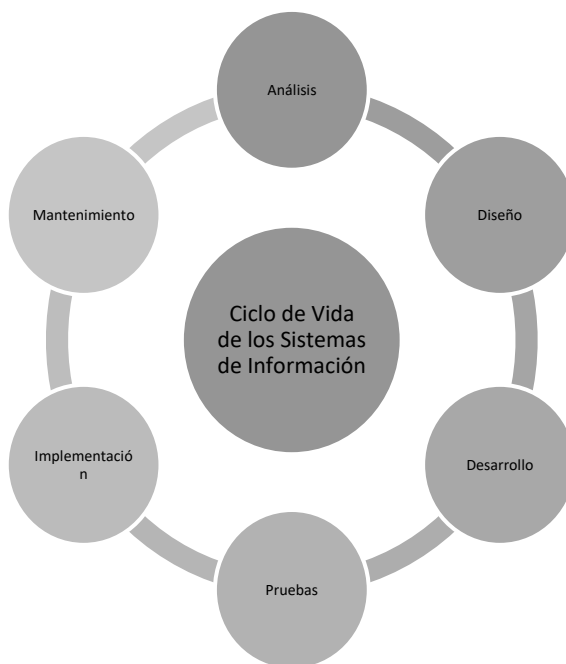 Análisis
Diseño
Desarrollo
Pruebas
Implementació
n
Mantenimiento
Ciclo de Vida
de los Sistemas
de Información